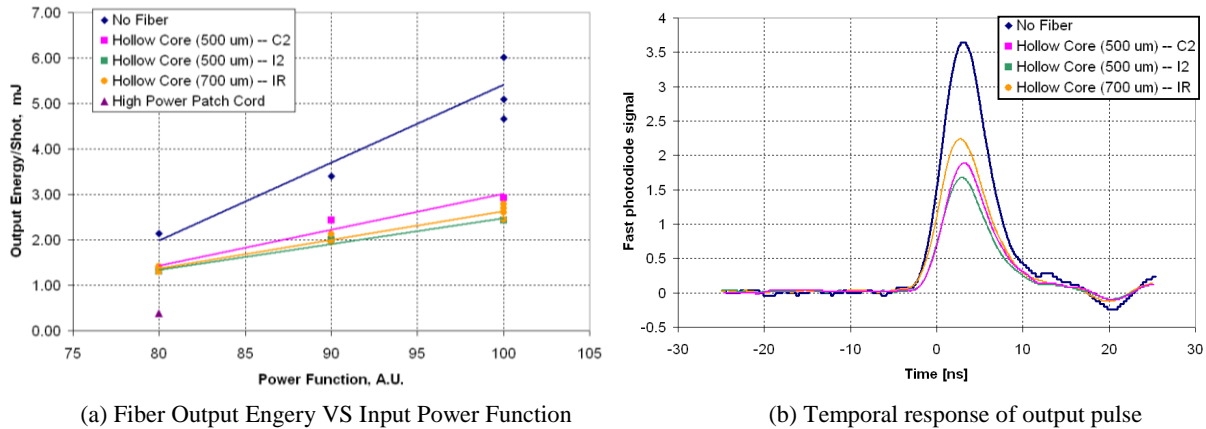 7.00
6.00
5.00
4.00
3.00
2.00
1.00
0.00
Output Energy/Shot, mJ
No Fiber
Hollow Core (500 um) -- C2
Hollow Core (500 um) -- I2
Hollow Core (700 um) -- IR
High Power Patch Cord
75 80 85 90 95 100 105
Power Function, A.U.
(a) Fiber Output Engery VS Input Power Function
4
3.5
3
2.5
2
1.5
1
0.5
0
-0.5
Fast photodiode signal
No Fiber
Hollow Core (500 um) -- C2
Hollow Core (500 um) -- I2
Hollow Core (700 um) -- IR
-30 -20 -10 0 10 20 30
Time [ns]
(b) Temporal response of output pulse